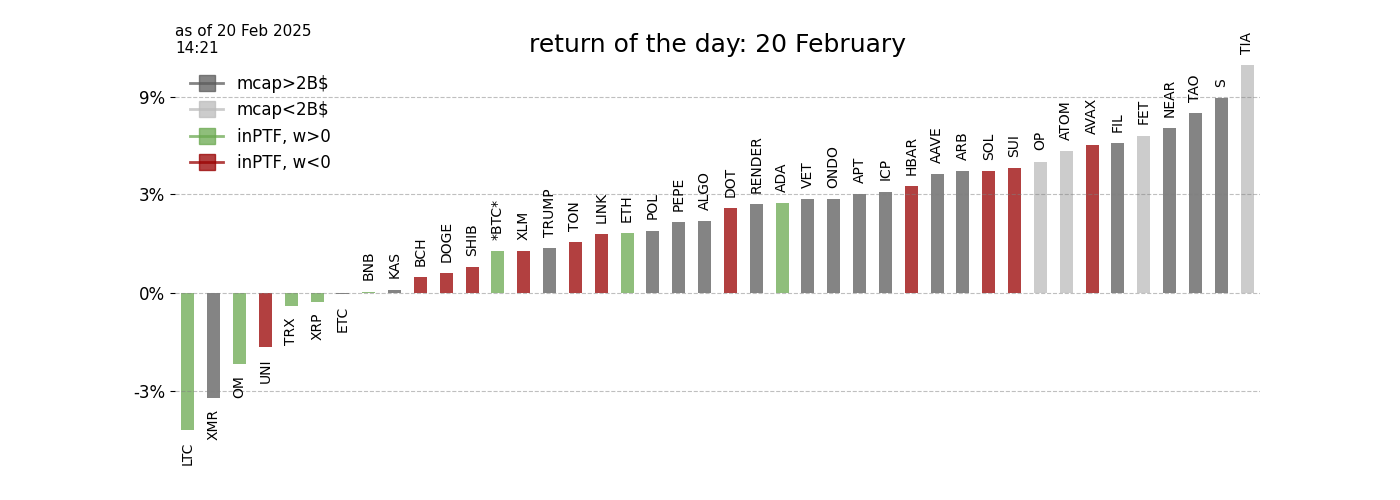 as of 20 Feb 2025
14:21
return of the day: 20 February
mcap>2B$
mcap<2B$
inPTF, w>0
inPTF, w<0
9%
3%
0%
-3%
LTC
XMR
OM
UNI
TRX
XRP
ETC
BNB
KAS
BCH
DOGE
SHIB
*BTC*
XLM
TRUMP
TON
LINK
ETH
POL
PEPE
ALGO
DOT
RENDER
ADA
VET
ONDO
APT
ICP
HBAR
AAVE
ARB
SOL
SUI
OP
ATOM
AVAX
FIL
FET
NEAR
TAO
S
TIA